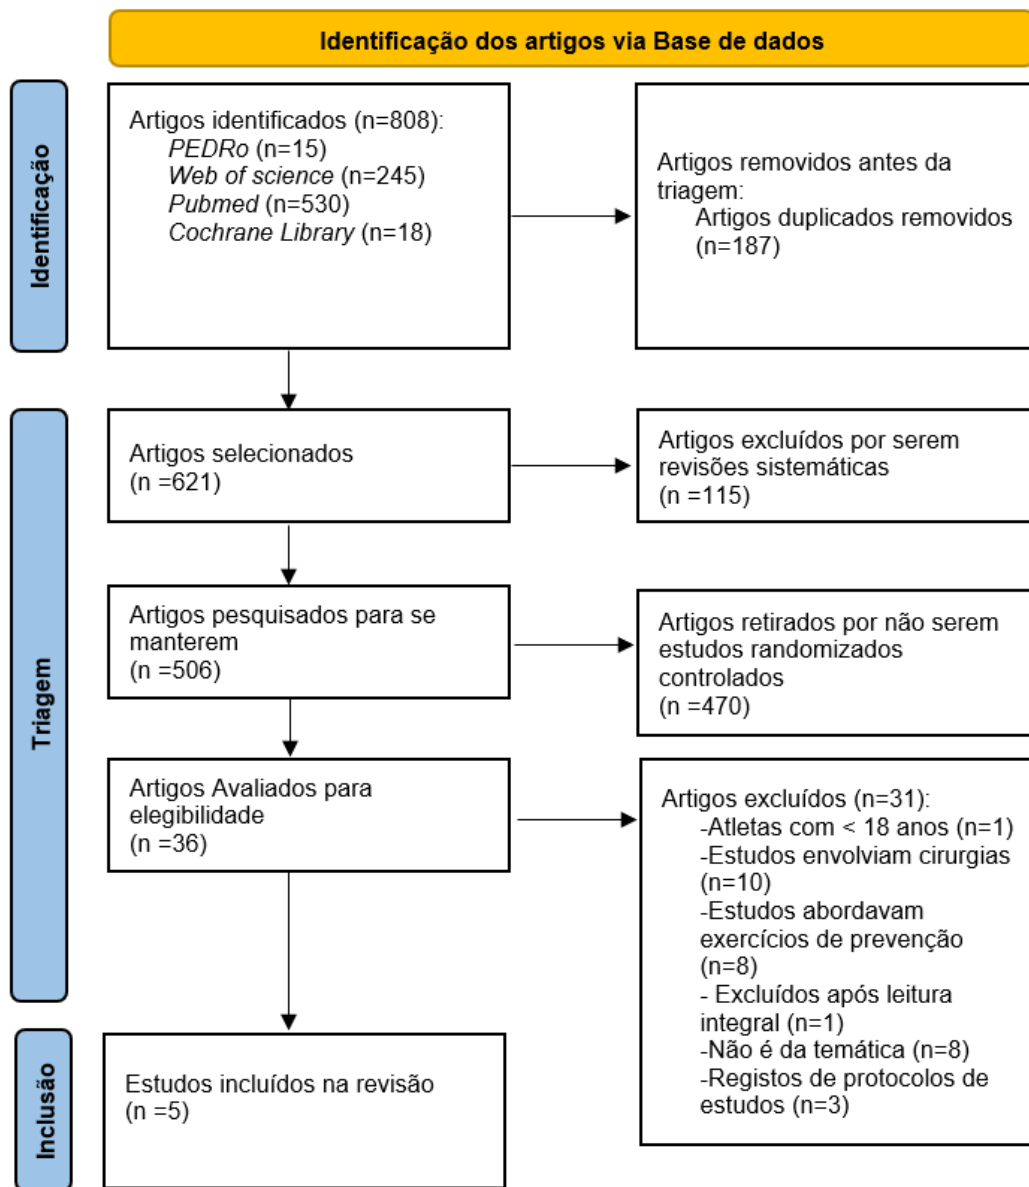 Identificação dos artigos via Base de dados
Identificação
Artigos identificados (n=808):
PEDRo (n=15)
Web of science (n=245)
Pubmed (n=530)
Cochrane Library (n=18)
Artigos removidos antes da
triagem:
Artigos duplicados removidos
(n=187)
Triagem
Artigos selecionados
(n =621)
Artigos excluídos por serem
revisões sistemáticas
(n =115)
Artigos pesquisados para se
manterem
(n =506)
Artigos retirados por não serem
estudos randomizados
controlados
(n =470)
Artigos Avaliados para
elegibilidade
(n =36)
Artigos excluídos (n=31):
-Atletas com < 18 anos (n=1)
-Estudos envolviam cirurgias
(n=10)
-Estudos abordavam
exercícios de prevenção
(n=8)
- Excluídos após leitura
integral (n=1)
-Não é da temática (n=8)
-Registos de protocolos de
estudos (n=3)
Inclusão
Estudos incluídos na revisão
(n =5)